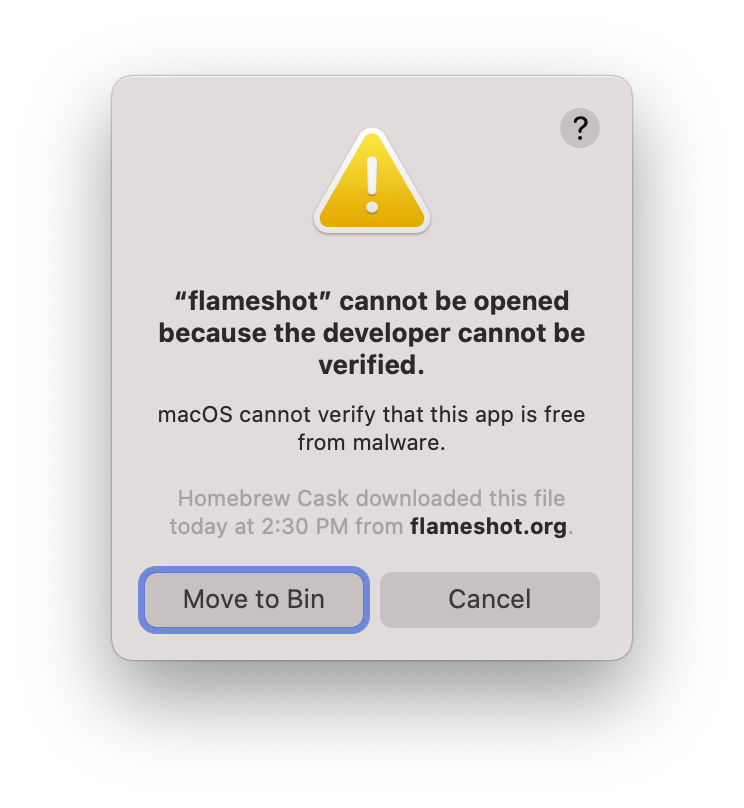 ?
“flameshot” cannot be opened
because the developer cannot be
verified.
macOS cannot verify that this app is free
from malware.
Homebrew Cask downloaded this file
today at 2:30 PM from flameshot.org.
Move to Bin
Cancel